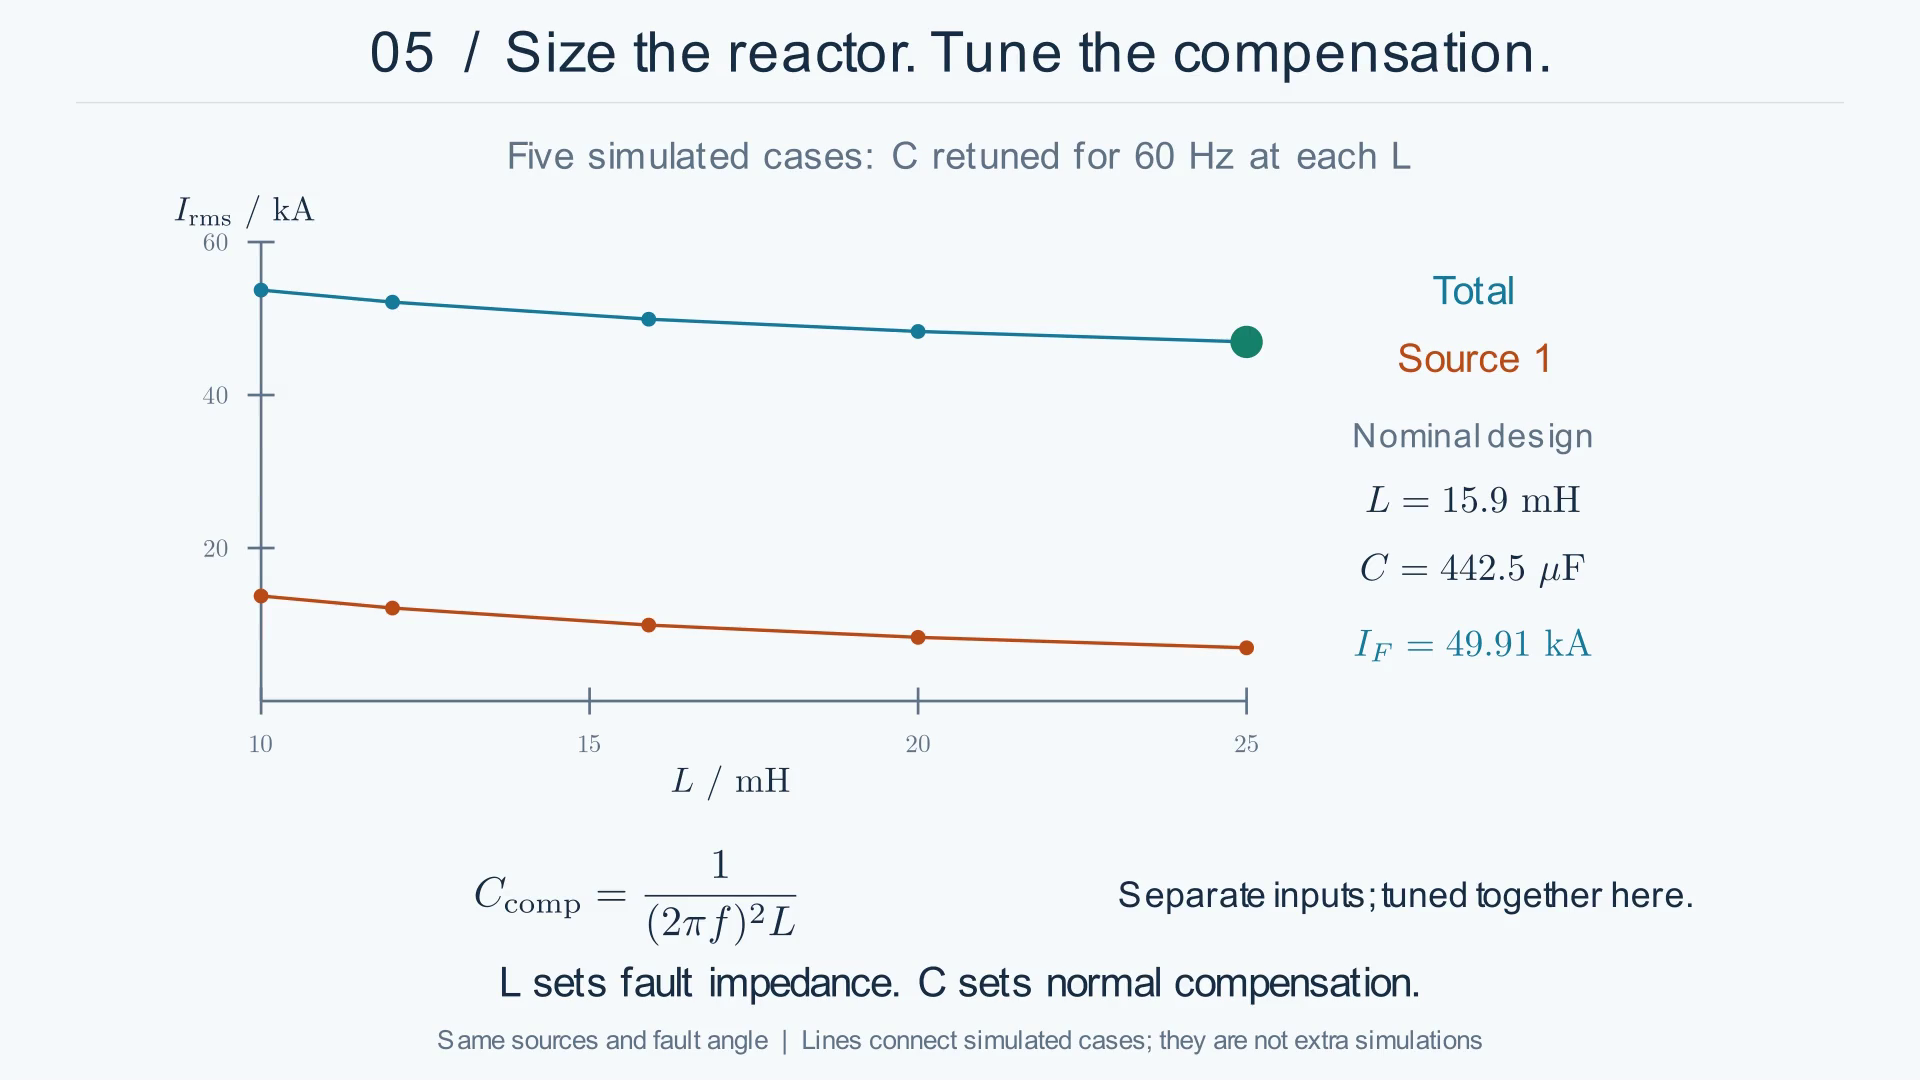 05 / Size the reactor. Tune the compensation.
Five simulated cases: C retuned for 60 Hz at each L
I_rms / kA
60
40
20
10 15 20 25
L / mH
Total
Source 1
Nominal design
L = 15.9 mH
C = 442.5 μF
I_F = 49.91 kA
C_comp = 1 / (2πf)²L
Separate inputs; tuned together here.
L sets fault impedance. C sets normal compensation.
Same sources and fault angle | Lines connect simulated cases; they are not extra simulations